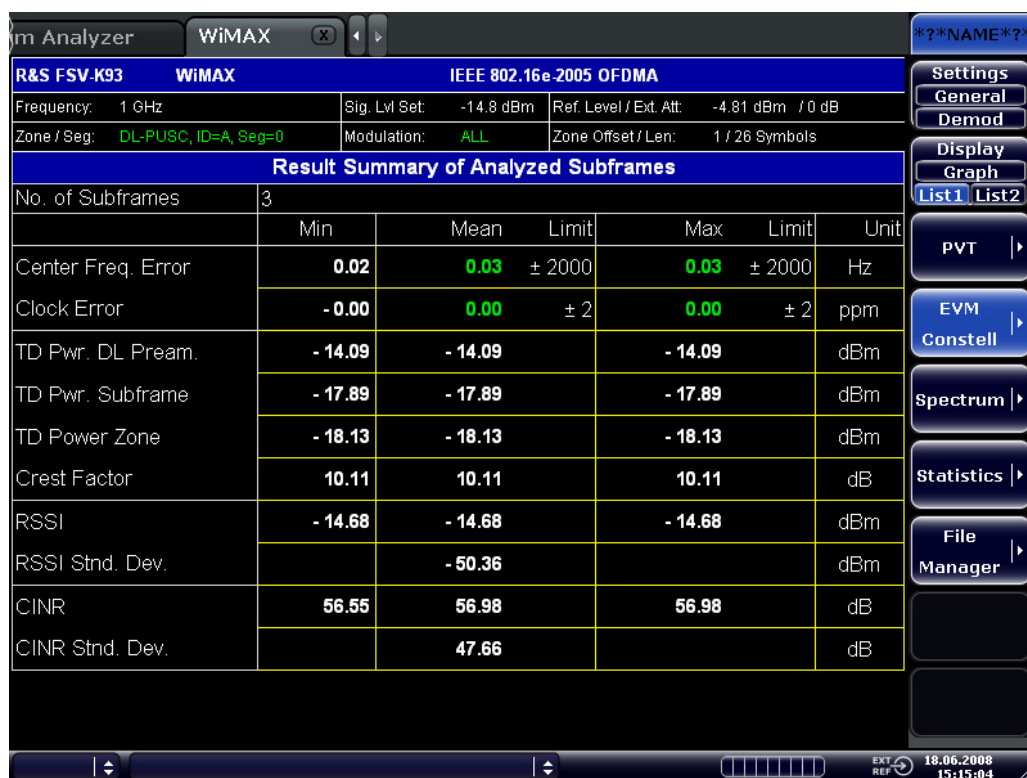 m Analyzer WiMAX X *?*NAME*?*
R&S FSV-K93 WiMAX IEEE 802.16e-2005 OFDMA
Frequency: 1 GHz Sig. Lvl Set: -14.8 dBm Ref. Level / Ext. Att: -4.81 dBm / 0 dB
Zone / Seg: DL-PUSC, ID=A, Seg=0 Modulation: ALL Zone Offset / Len: 1 / 26 Symbols
Result Summary of Analyzed Subframes
No. of Subframes 3
Min Mean Limit Max Limit Unit
Center Freq. Error 0.02 0.03 ± 2000 0.03 ± 2000 Hz
Clock Error - 0.00 0.00 ± 2 0.00 ± 2 ppm
TD Pwr. DL Pream. - 14.09 - 14.09 - 14.09 dBm
TD Pwr. Subframe - 17.89 - 17.89 - 17.89 dBm
TD Power Zone - 18.13 - 18.13 - 18.13 dBm
Crest Factor 10.11 10.11 10.11 dB
RSSI - 14.68 - 14.68 - 14.68 dBm
RSSI Stnd. Dev. - 50.36 dBm
CINR 56.55 56.98 56.98 dB
CINR Stnd. Dev. 47.66 dB
Settings
General
Demod
Display
Graph
List1 List2
PVT
EVM
Constell
Spectrum
Statistics
File
Manager
EXT REF 18.06.2008
15:15:04